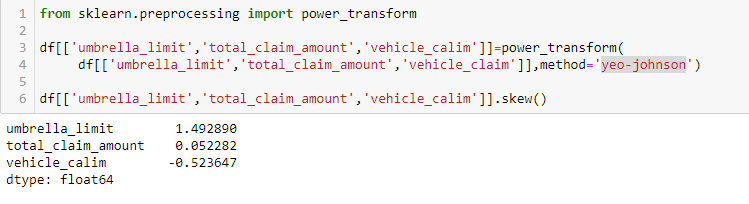 1 from sklearn.preprocessing import power_transform
2
3 df[['umbrella_limit','total_claim_amount','vehicle_calim']]=power_transform(
4      df[['umbrella_limit','total_claim_amount','vehicle_claim']],method='yeo-johnson')
5
6 df[['umbrella_limit','total_claim_amount','vehicle_calim']].skew()
umbrella_limit        1.492890
total_claim_amount    0.052282
vehicle_calim        -0.523647
dtype: float64